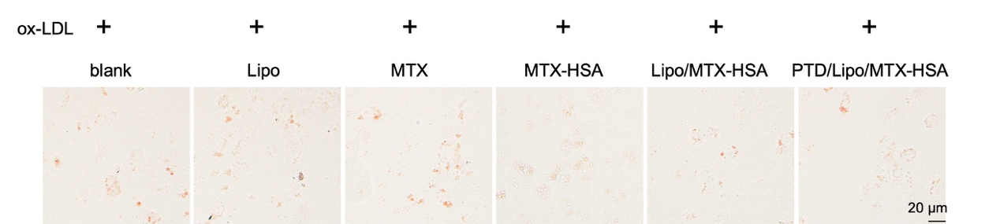 ox-LDL + + + + + +
blank Lipo MTX MTX-HSA Lipo/MTX-HSA PTD/Lipo/MTX-HSA
20 µm